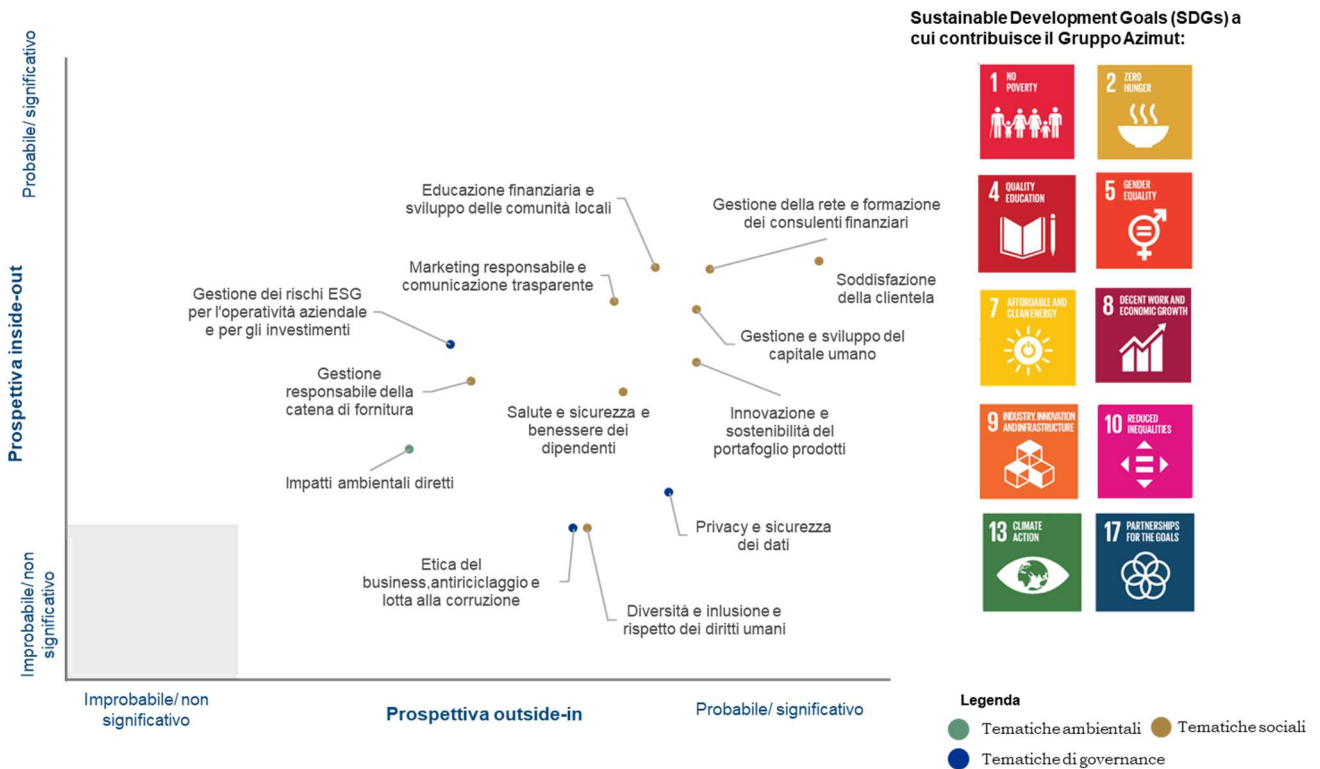 Sustainable Development Goals (SDGs) a
cui contribuisce il Gruppo Azimut:
Prospettiva inside-out
Probabile/ significativo
Improbabile/ non
significativo
Educazione finanziaria e
sviluppo delle comunità locali
Gestione della rete e formazione
dei consulenti finanziari
Marketing responsabile e
comunicazione trasparente
Soddisfazione
della clientela
Gestione dei rischi ESG
per l'operatività aziendale
e per gli investimenti
Gestione e sviluppo del
capitale umano
Gestione
responsabile della
catena di fornitura
Salute e sicurezza e
benessere dei
dipendenti
Innovazione e
sostenibilità del
portafoglio prodotti
Impatti ambientali diretti
Privacy e sicurezza
dei dati
Etica del
business,antiriciclaggio e
lotta alla corruzione
Diversità e inlusione e
rispetto dei diritti umani
Improbabile/ non
significativo
Prospettiva outside-in
Probabile/ significativo
1 NO
POVERTY
2 ZERO
HUNGER
4 QUALITY
EDUCATION
5 GENDER
EQUALITY
7 AFFORDABLE AND
CLEAN ENERGY
8 DECENT WORK AND
ECONOMIC GROWTH
9 INDUSTRY, INNOVATION
AND INFRASTRUCTURE
10 REDUCED
INEQUALITIES
13 CLIMATE
ACTION
17 PARTNERSHIPS
FOR THE GOALS
Legenda
Tematiche ambientali
Tematiche sociali
Tematiche di governance